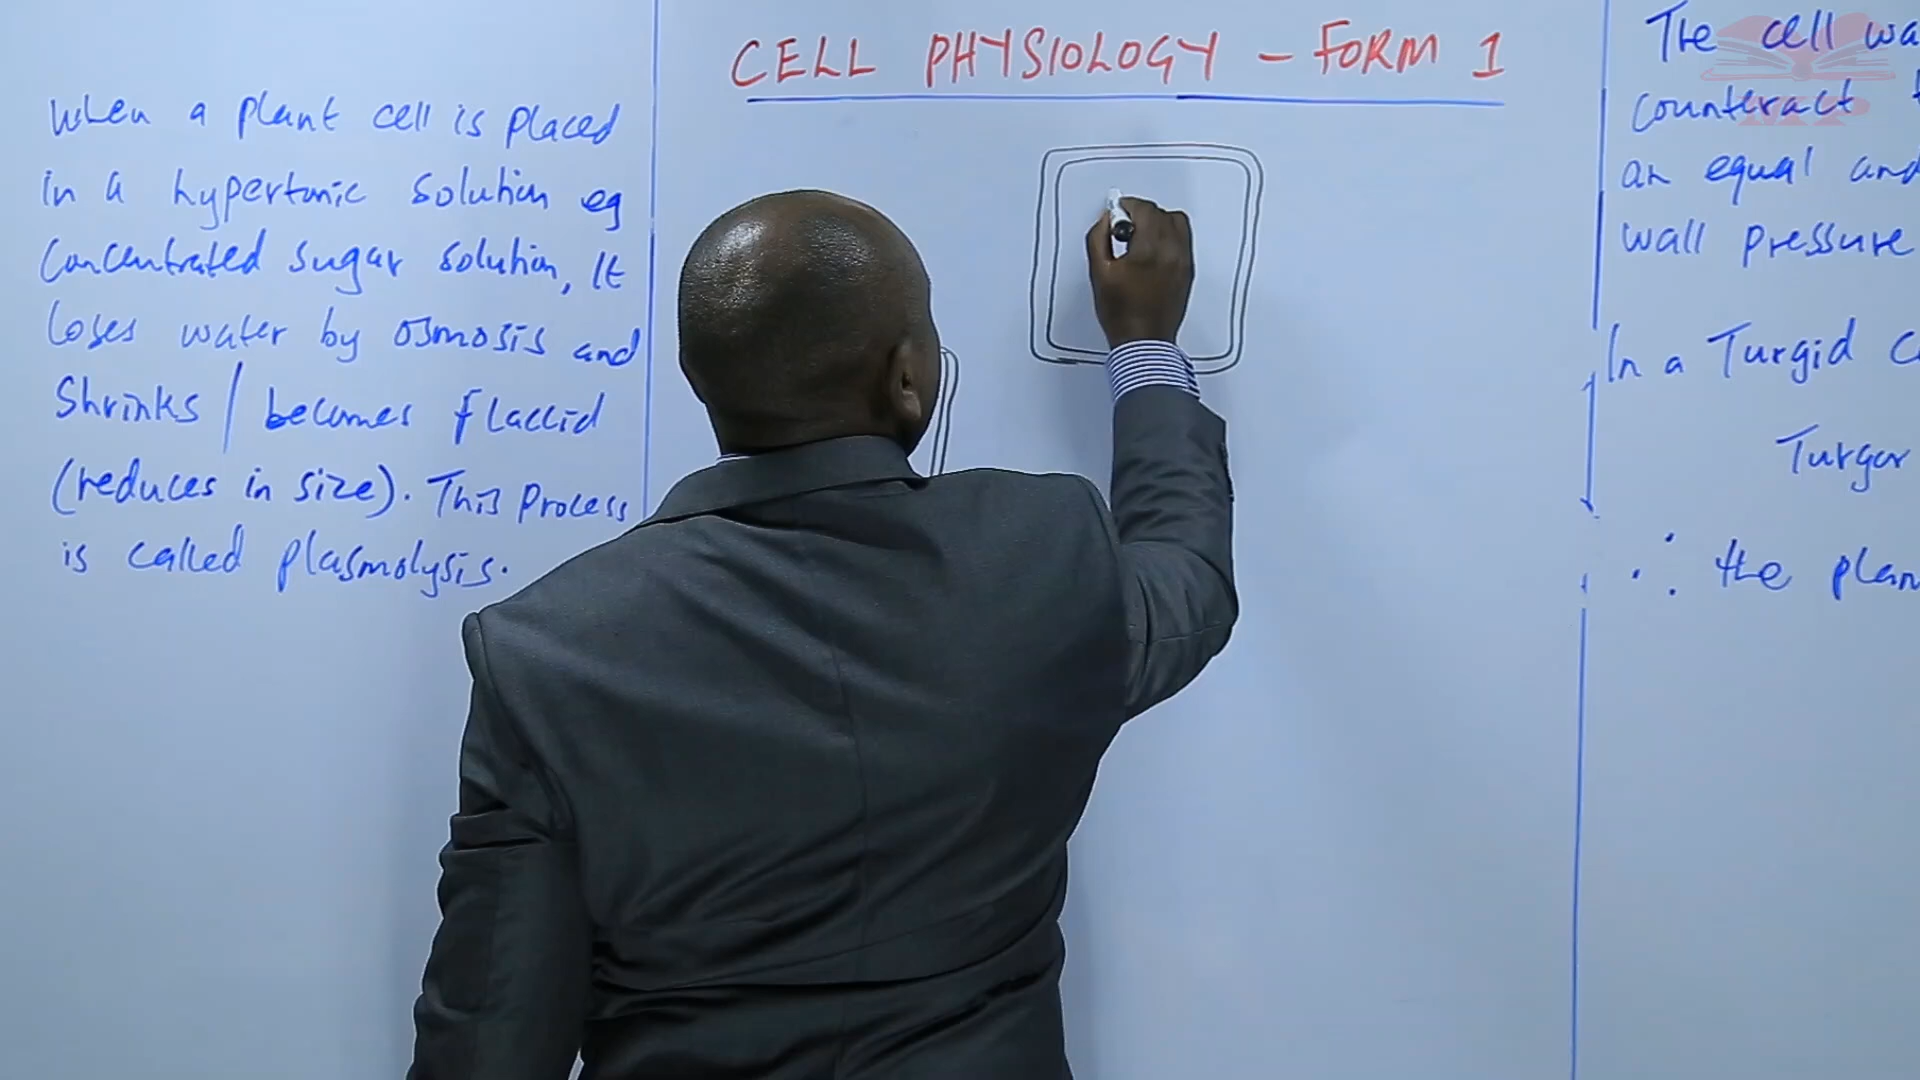 CELL PHYSIOLOGY - FORM 1
When a plant cell is placed
in a hypertonic solution eg
Concentrated sugar solution, It
loses water by osmosis and
Shrinks / becomes flaccid
(reduces in size). This process
is called plasmolysis.
The cell wa
counteract
an equal and
wall pressure
In a Turgid C
Turgor
∴ the plan